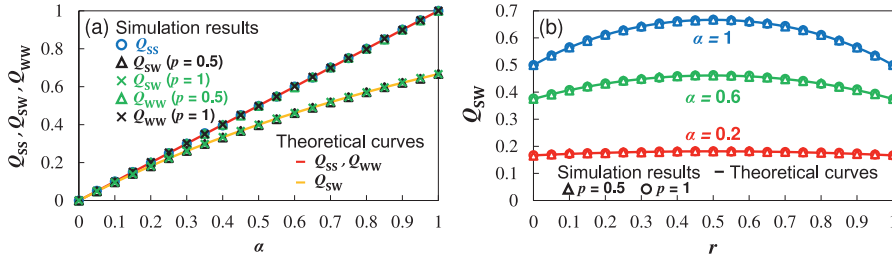 (a) Simulation results
Q_SS
Q_SW (p = 0.5)
Q_SW (p = 1)
Q_WW (p = 0.5)
Q_WW (p = 1)
Theoretical curves
Q_SS , Q_WW
Q_SW
Q_SS , Q_SW , Q_WW
1
0.8
0.6
0.4
0.2
0
0 0.1 0.2 0.3 0.4 0.5 0.6 0.7 0.8 0.9 1
α
(b)
α = 1
α = 0.6
α = 0.2
Simulation results Theoretical curves
p = 0.5 p = 1
Q_SW
0.7
0.6
0.5
0.4
0.3
0.2
0.1
0
0 0.1 0.2 0.3 0.4 0.5 0.6 0.7 0.8 0.9 1
r